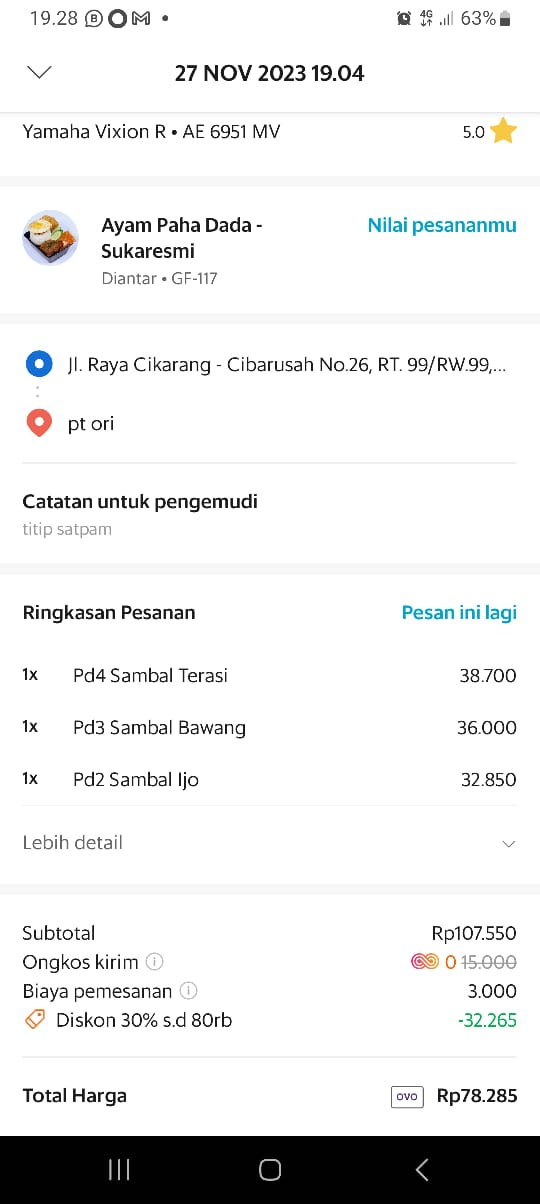 19.28 4G 63%
27 NOV 2023 19.04
Yamaha Vixion R • AE 6951 MV 5.0
Ayam Paha Dada - Nilai pesananmu
Sukaresmi
Diantar • GF-117
Jl. Raya Cikarang - Cibarusah No.26, RT. 99/RW.99,...
pt ori
Catatan untuk pengemudi
titip satpam
Ringkasan Pesanan Pesan ini lagi
1x Pd4 Sambal Terasi 38.700
1x Pd3 Sambal Bawang 36.000
1x Pd2 Sambal Ijo 32.850
Lebih detail
Subtotal Rp107.550
Ongkos kirim 0 15.000
Biaya pemesanan 3.000
Diskon 30% s.d 80rb -32.265
Total Harga OVO Rp78.285